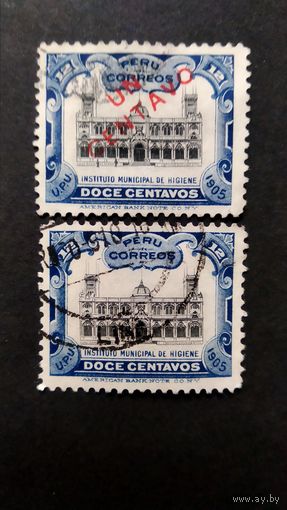 PERU
12 CORREOS 12
UN
CENTAVO
INSTITUTO MUNICIPAL DE HIGIENE
DOCE CENTAVOS
U.P.U. 1905
AMERICAN BANK NOTE CO. N.Y.
PERU
12 CORREOS 12
INSTITUTO MUNICIPAL DE HIGIENE
DOCE CENTAVOS
U.P.U. 1905
AMERICAN BANK NOTE CO. N.Y.
www.ay.by